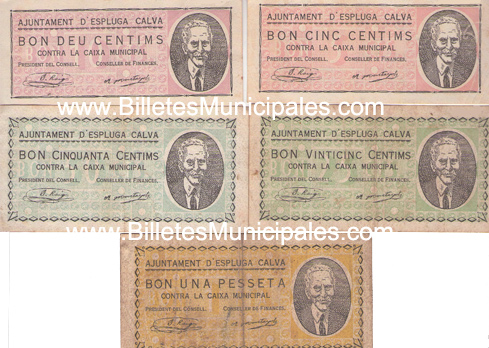 AJUNTAMENT D'ESPLUGA CALVA
BON DEU CENTIMS
CONTRA LA CAIXA MUNICIPAL
PRESIDENT DEL CONSELL. CONSELLER DE FINANCES.
AJUNTAMENT D'ESPLUGA CALVA
BON CINC CENTIMS
CONTRA LA CAIXA MUNICIPAL
PRESIDENT DEL CONSELL. CONSELLER DE FINANCES.
www.BilletesMunicipales.com
AJUNTAMENT D'ESPLUGA CALVA
BON CINQUANTA CENTIMS
CONTRA LA CAIXA MUNICIPAL
PRESIDENT DEL CONSELL. CONSELLER DE FINANCES.
AJUNTAMENT D'ESPLUGA CALVA
BON VINTICINC CENTIMS
CONTRA LA CAIXA MUNICIPAL
PRESIDENT DEL CONSELL. CONSELLER DE FINANCES.
www.BilletesMunicipales.com
AJUNTAMENT D'ESPLUGA CALVA
BON UNA PESSETA
CONTRA LA CAIXA MUNICIPAL
PRESIDENT DEL CONSELL. CONSELLER DE FINANCES.